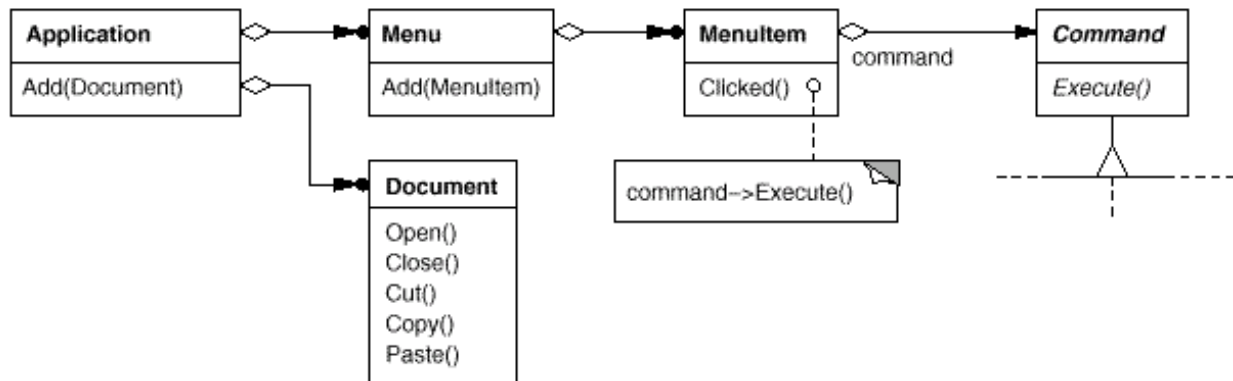 Application
Add(Document)
Menu
Add(MenuItem)
MenuItem
Clicked()
command
Command
Execute()
command->Execute()
Document
Open()
Close()
Cut()
Copy()
Paste()